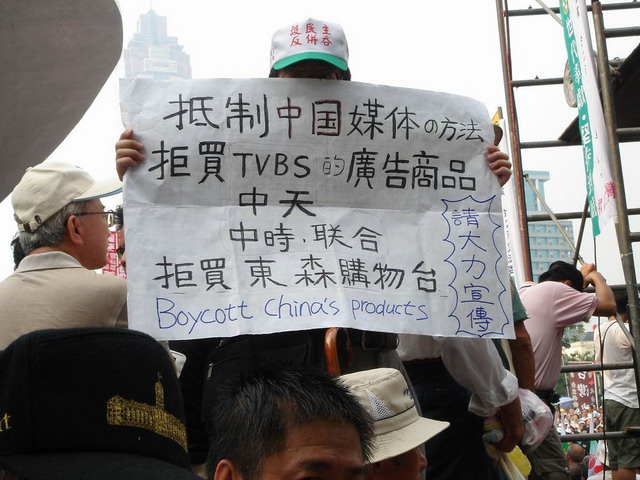 護民主
反併吞
抵制中国媒体の方法
拒買TVBS的廣告商品
中天
中時.联合
拒買東森購物台
Boycott China's products
請大力宣傳